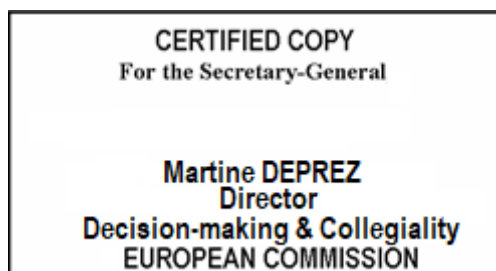 CERTIFIED COPY
For the Secretary-General
Martine DEPREZ
Director
Decision-making & Collegiality
EUROPEAN COMMISSION